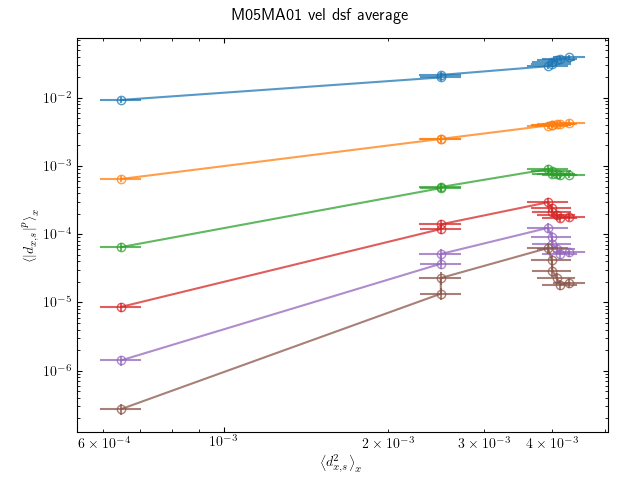 M05MA01 vel dsf average
10⁻²
10⁻³
10⁻⁴
10⁻⁵
10⁻⁶
⟨|d_{x,s}|^p⟩_x
6 × 10⁻⁴
10⁻³
2 × 10⁻³
3 × 10⁻³
4 × 10⁻³
⟨d²_{x,s}⟩_x